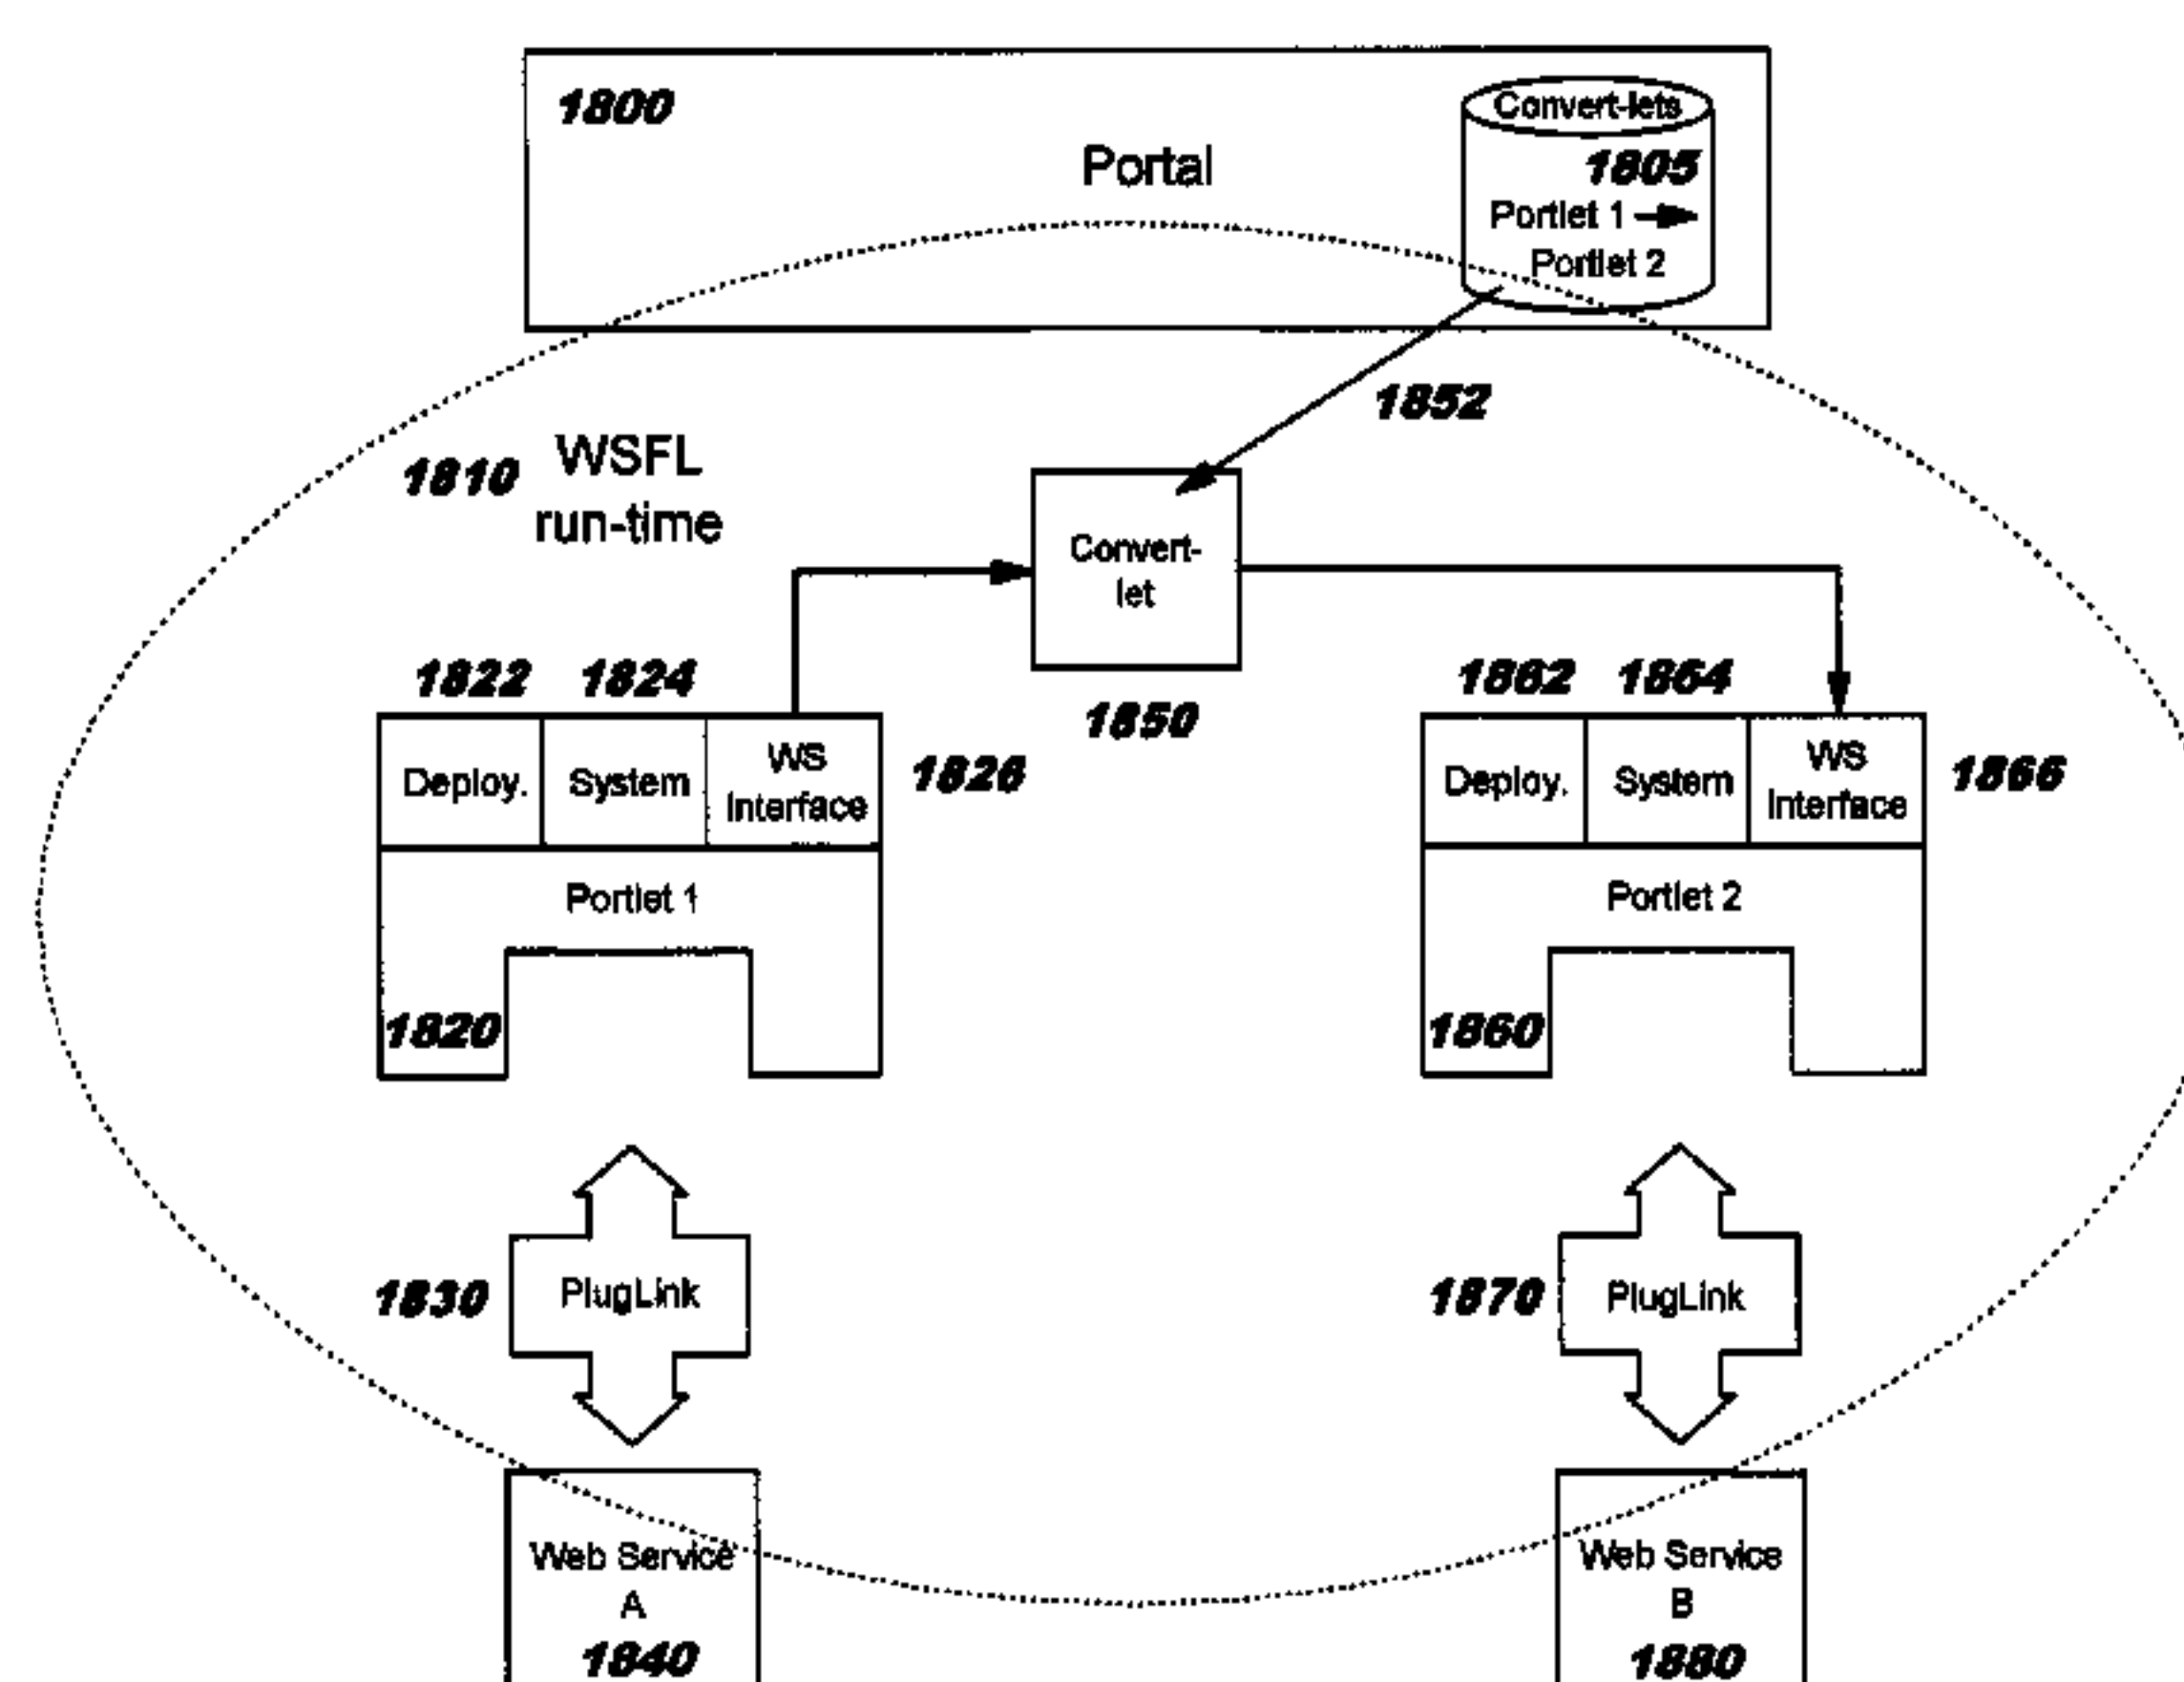 1800
Portal
Convert-lets
1805
Portlet 1
Portlet 2
1852
1810
WSFL
run-time
Convert-
let
1850
1822
1824
Deploy.
System
WS
Interface
1826
Portlet 1
1820
1862
1864
Deploy.
System
WS
Interface
1866
Portlet 2
1860
1830
PlugLink
1870
PlugLink
Web Service
A
1840
Web Service
B
1880